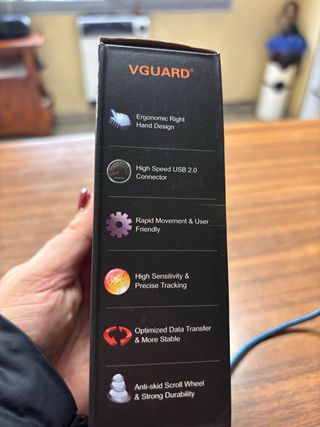 VGUARD®
Ergonomic Right
Hand Design
High Speed USB 2.0
Connector
Rapid Movement & User
Friendly
High Sensitivity &
Precise Tracking
Optimized Data Transfer
& More Stable
Anti-skid Scroll Wheel
& Strong Durability